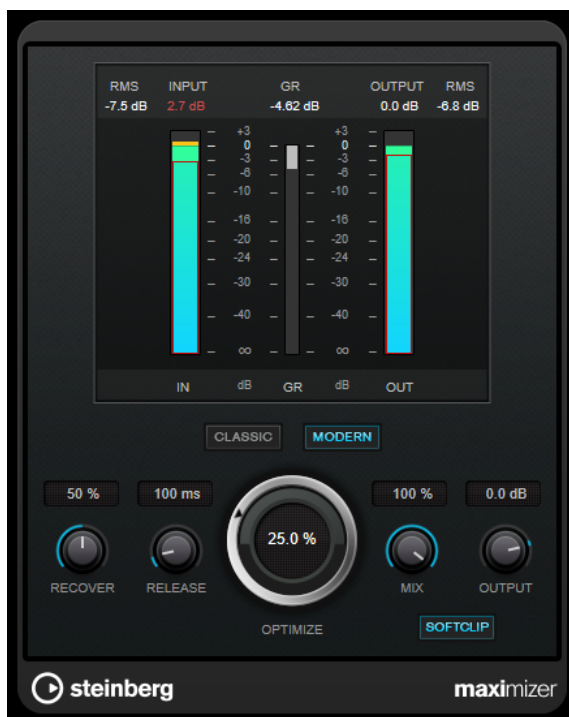 RMS INPUT GR OUTPUT RMS
-7.5 dB 2.7 dB -4.62 dB 0.0 dB -6.8 dB
+3 +3
0 0
-3 -3
-6 -6
-10 -10
-16 -16
-20 -20
-24 -24
-30 -30
-40 -40
∞ ∞
IN dB GR dB OUT
CLASSIC MODERN
50 % 100 ms 100 % 0.0 dB
25.0 %
RECOVER RELEASE MIX OUTPUT
OPTIMIZE SOFTCLIP
steinberg maximizer